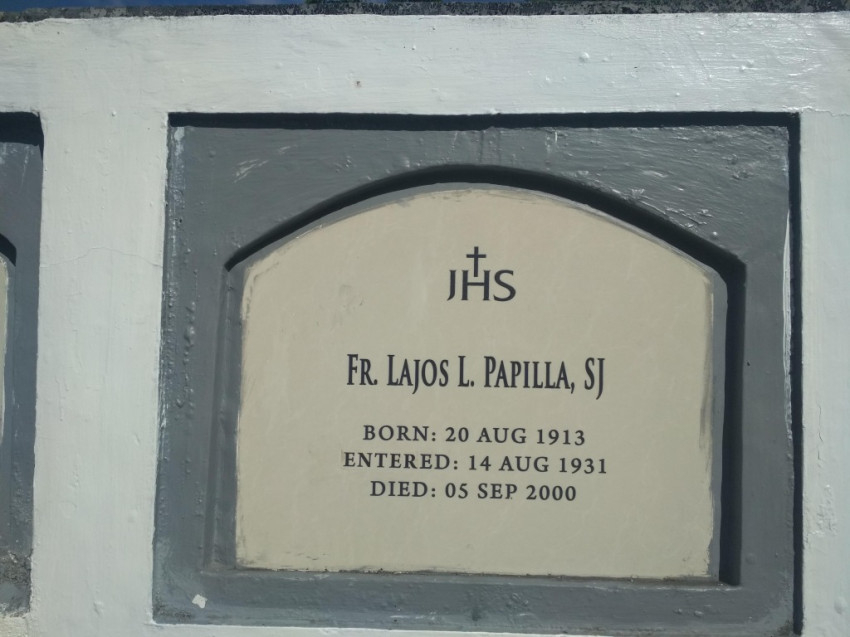 JHS
Fr. Lajos L. Papilla, SJ
BORN: 20 AUG 1913
ENTERED: 14 AUG 1931
DIED: 05 SEP 2000